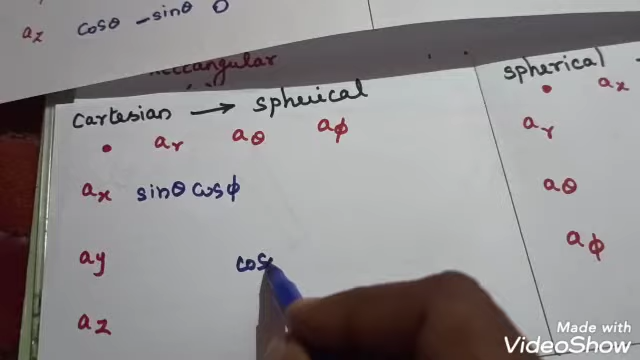 az cosθ -sinθ 0
Rectangular
cartesian → spherical
• ar aθ aϕ
ax sinθ cosϕ
ay cos
az
spherical
• ax
ar
aθ
aϕ
Made with
VideoShow